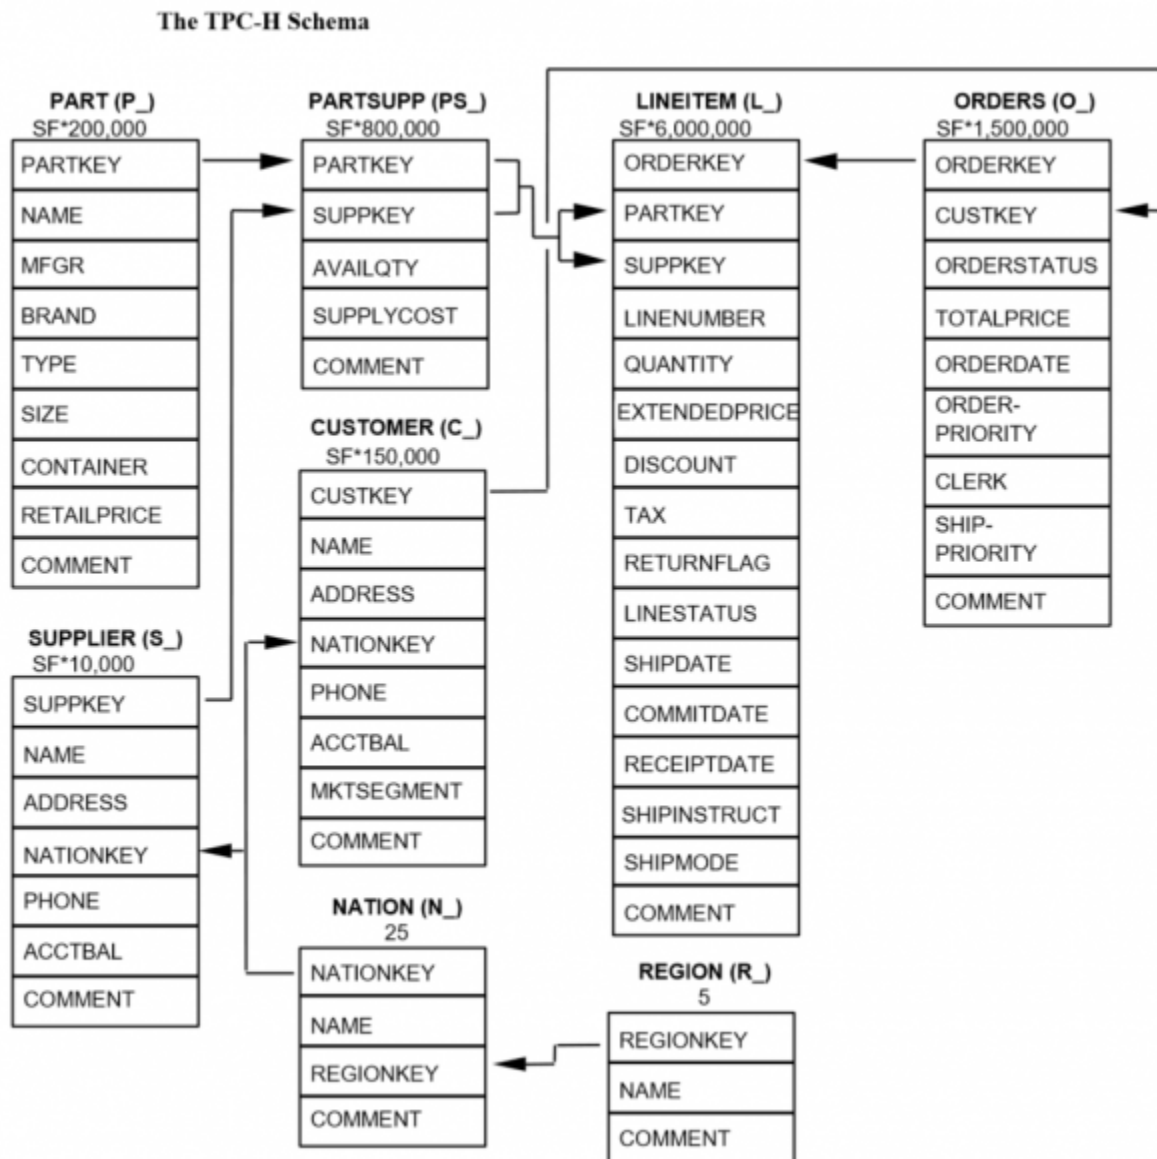 The TPC-H Schema
PART (P_)
SF*200,000
PARTKEY
NAME
MFGR
BRAND
TYPE
SIZE
CONTAINER
RETAILPRICE
COMMENT
SUPPLIER (S_)
SF*10,000
SUPPKEY
NAME
ADDRESS
NATIONKEY
PHONE
ACCTBAL
COMMENT
PARTSUPP (PS_)
SF*800,000
PARTKEY
SUPPKEY
AVAILQTY
SUPPLYCOST
COMMENT
CUSTOMER (C_)
SF*150,000
CUSTKEY
NAME
ADDRESS
NATIONKEY
PHONE
ACCTBAL
MKTSEGMENT
COMMENT
NATION (N_)
25
NATIONKEY
NAME
REGIONKEY
COMMENT
LINEITEM (L_)
SF*6,000,000
ORDERKEY
PARTKEY
SUPPKEY
LINENUMBER
QUANTITY
EXTENDEDPRICE
DISCOUNT
TAX
RETURNFLAG
LINESTATUS
SHIPDATE
COMMITDATE
RECEIPTDATE
SHIPINSTRUCT
SHIPMODE
COMMENT
REGION (R_)
5
REGIONKEY
NAME
COMMENT
ORDERS (O_)
SF*1,500,000
ORDERKEY
CUSTKEY
ORDERSTATUS
TOTALPRICE
ORDERDATE
ORDER-
PRIORITY
CLERK
SHIP-
PRIORITY
COMMENT